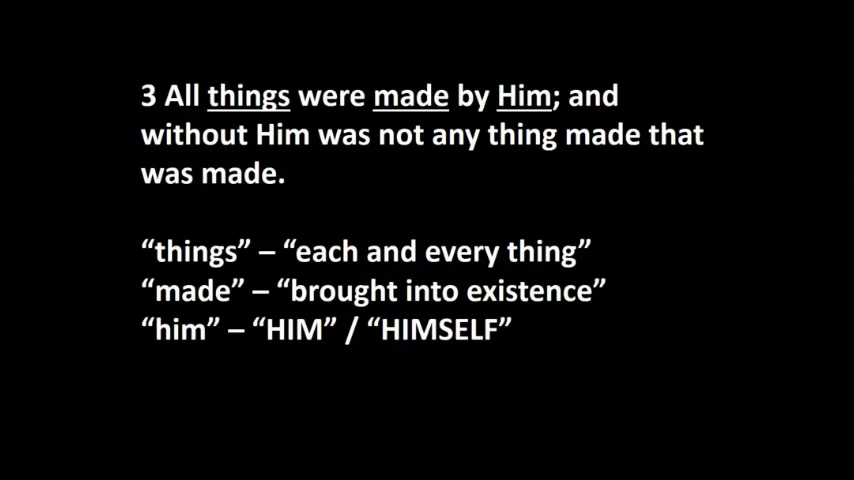 3 All things were made by Him; and
without Him was not any thing made that
was made.
“things” – “each and every thing”
“made” – “brought into existence”
“him” – “HIM” / “HIMSELF”